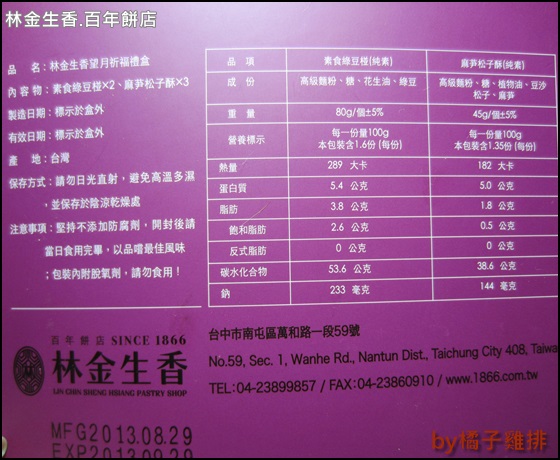 林金生香.百年餅店
品　名：林金生香望月祈福禮盒
內 容 物：素食綠豆椪×2、麻笋松子酥×3
製造日期：標示於盒外
有效日期：標示於盒外
產　地：台灣
保存方式：請勿日光直射，避免高溫多濕
，並保存於陰涼乾燥處
注意事項：堅持不添加防腐劑，開封後請
當日食用完畢，以品嚐最佳風味
；包裝內附脫氧劑，請勿食用！
品　項 素食綠豆椪(純素) 麻笋松子酥(純素)
成　份 高級麵粉、糖、花生油、綠豆 高級麵粉、糖、植物油、豆沙
松子、麻笋
重　量 80g/個±5% 45g/個±5%
營養標示 每一份量100g 每一份量100g
本包裝含1.6份 (每份) 本包裝含1.35份 (每份)
熱量 289 大卡 182 大卡
蛋白質 5.4 公克 5.0 公克
脂肪 3.8 公克 1.8 公克
飽和脂肪 2.6 公克 0.5 公克
反式脂肪 0 公克 0 公克
碳水化合物 53.6 公克 38.6 公克
鈉 233 毫克 144 毫克
百年餅店 SINCE 1866
林金生香
LIN GHIN SHENG HSIANG PASTRY SHOP
台中市南屯區萬和路一段59號
No.59, Sec. 1, Wanhe Rd., Nantun Dist., Taichung City 408, Taiwa
TEL:04-23899857 / FAX:04-23860910 / www.1866.com.tw
MFG2013.08.29
EXP2013.09.29
by橘子雞排